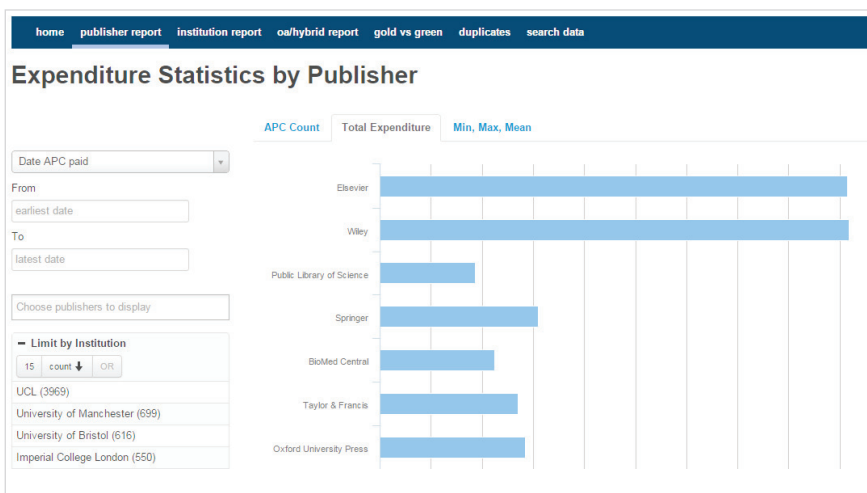 home publisher report institution report oa/hybrid report gold vs green duplicates search data
Expenditure Statistics by Publisher
APC Count Total Expenditure Min, Max, Mean
Date APC paid
From
earliest date
To
latest date
Choose publishers to display
Limit by Institution
15 count OR
UCL (3969)
University of Manchester (699)
University of Bristol (616)
Imperial College London (550)
Elsevier
Wiley
Public Library of Science
Springer
BioMed Central
Taylor & Francis
Oxford University Press